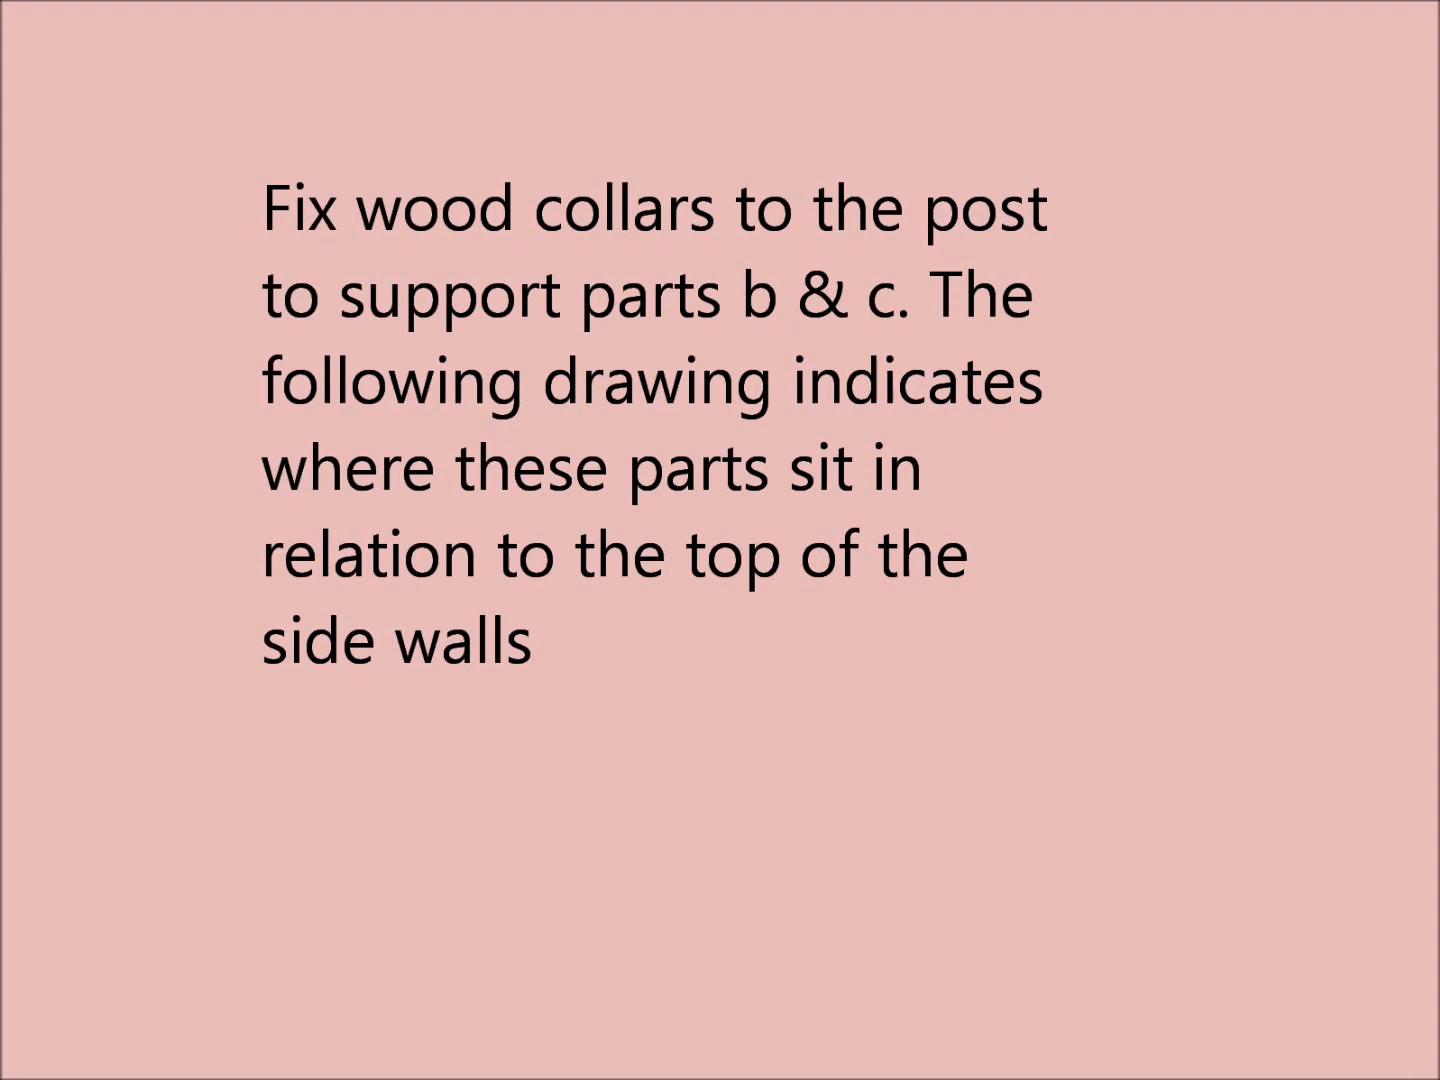 Fix wood collars to the post
to support parts b & c. The
following drawing indicates
where these parts sit in
relation to the top of the
side walls